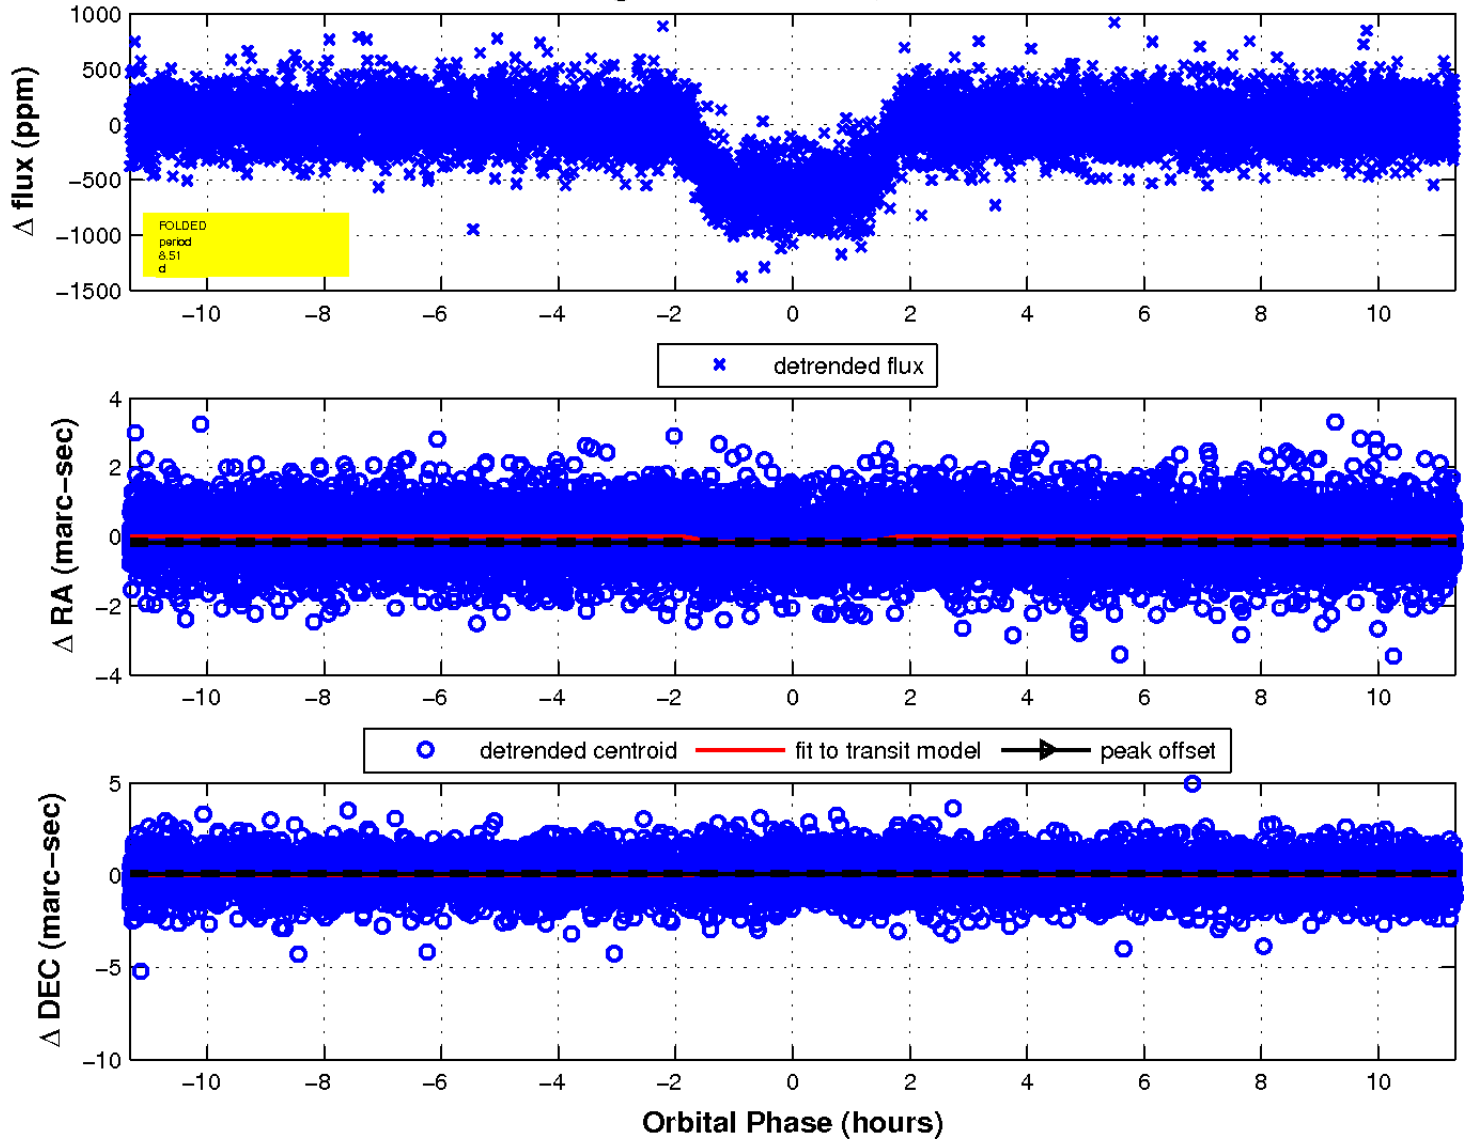 1000
500
0
−500
−1000
−1500
Δ flux (ppm)
FOLDED
period
8.51
d
−10 −8 −6 −4 −2 0 2 4 6 8 10
detrended flux
4
2
0
−2
−4
Δ RA (marc−sec)
−10 −8 −6 −4 −2 0 2 4 6 8 10
detrended centroid fit to transit model peak offset
5
0
−5
−10
Δ DEC (marc−sec)
−10 −8 −6 −4 −2 0 2 4 6 8 10
Orbital Phase (hours)